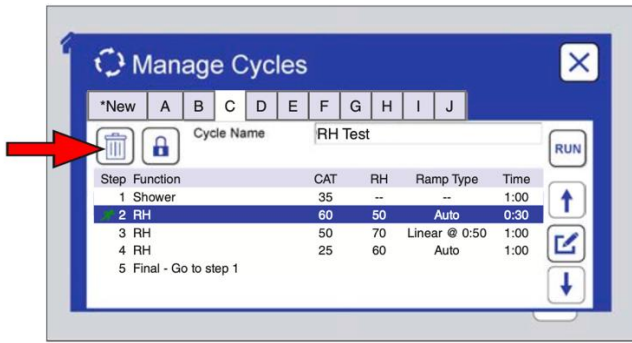 Manage Cycles
*New A B C D E F G H I J
Cycle Name RH Test
RUN
Step Function CAT RH Ramp Type Time
1 Shower 35 -- -- 1:00
2 RH 60 50 Auto 0:30
3 RH 50 70 Linear @ 0:50 1:00
4 RH 25 60 Auto 1:00
5 Final - Go to step 1